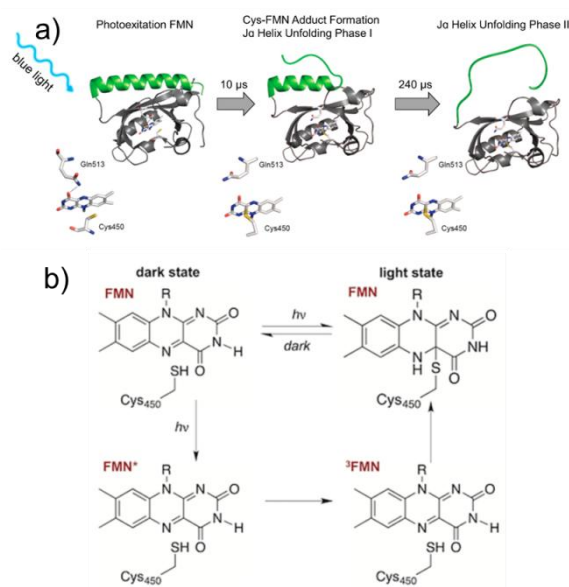 a)
Photoexitation FMN
Cys-FMN Adduct Formation
Jα Helix Unfolding Phase I
Jα Helix Unfolding Phase II
blue light
10 µs
240 µs
Gln513
Cys450
Gln513
Cys450
Gln513
Cys450
b)
dark state
light state
FMN
FMN
R
N
N
O
N
N
H
O
SH
Cys450
hν
dark
R
N
N
O
NH
N
H
S
O
Cys450
hν
FMN*
³FMN
R
N
N
O
N
N
H
O
SH
Cys450
R
N
N
O
N
N
H
O
SH
Cys450